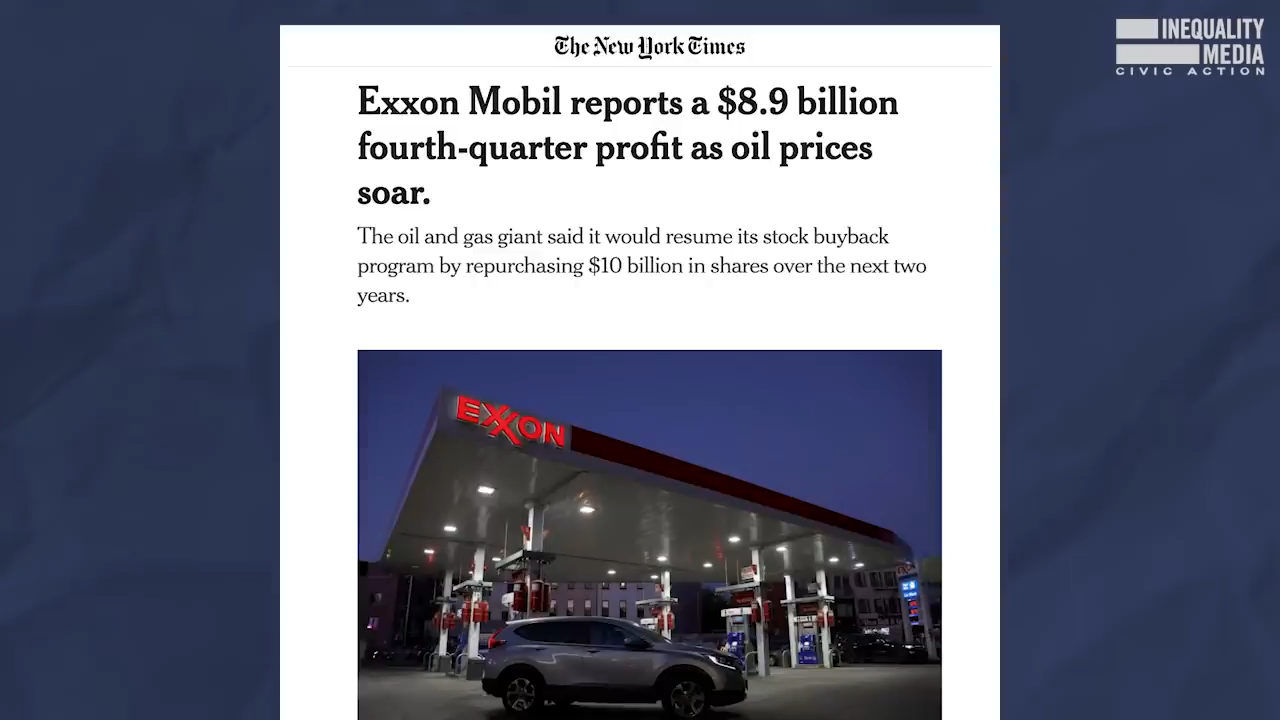 The New York Times
INEQUALITY
MEDIA
CIVIC ACTION
Exxon Mobil reports a $8.9 billion
fourth-quarter profit as oil prices
soar.
The oil and gas giant said it would resume its stock buyback
program by repurchasing $10 billion in shares over the next two
years.
EXXON